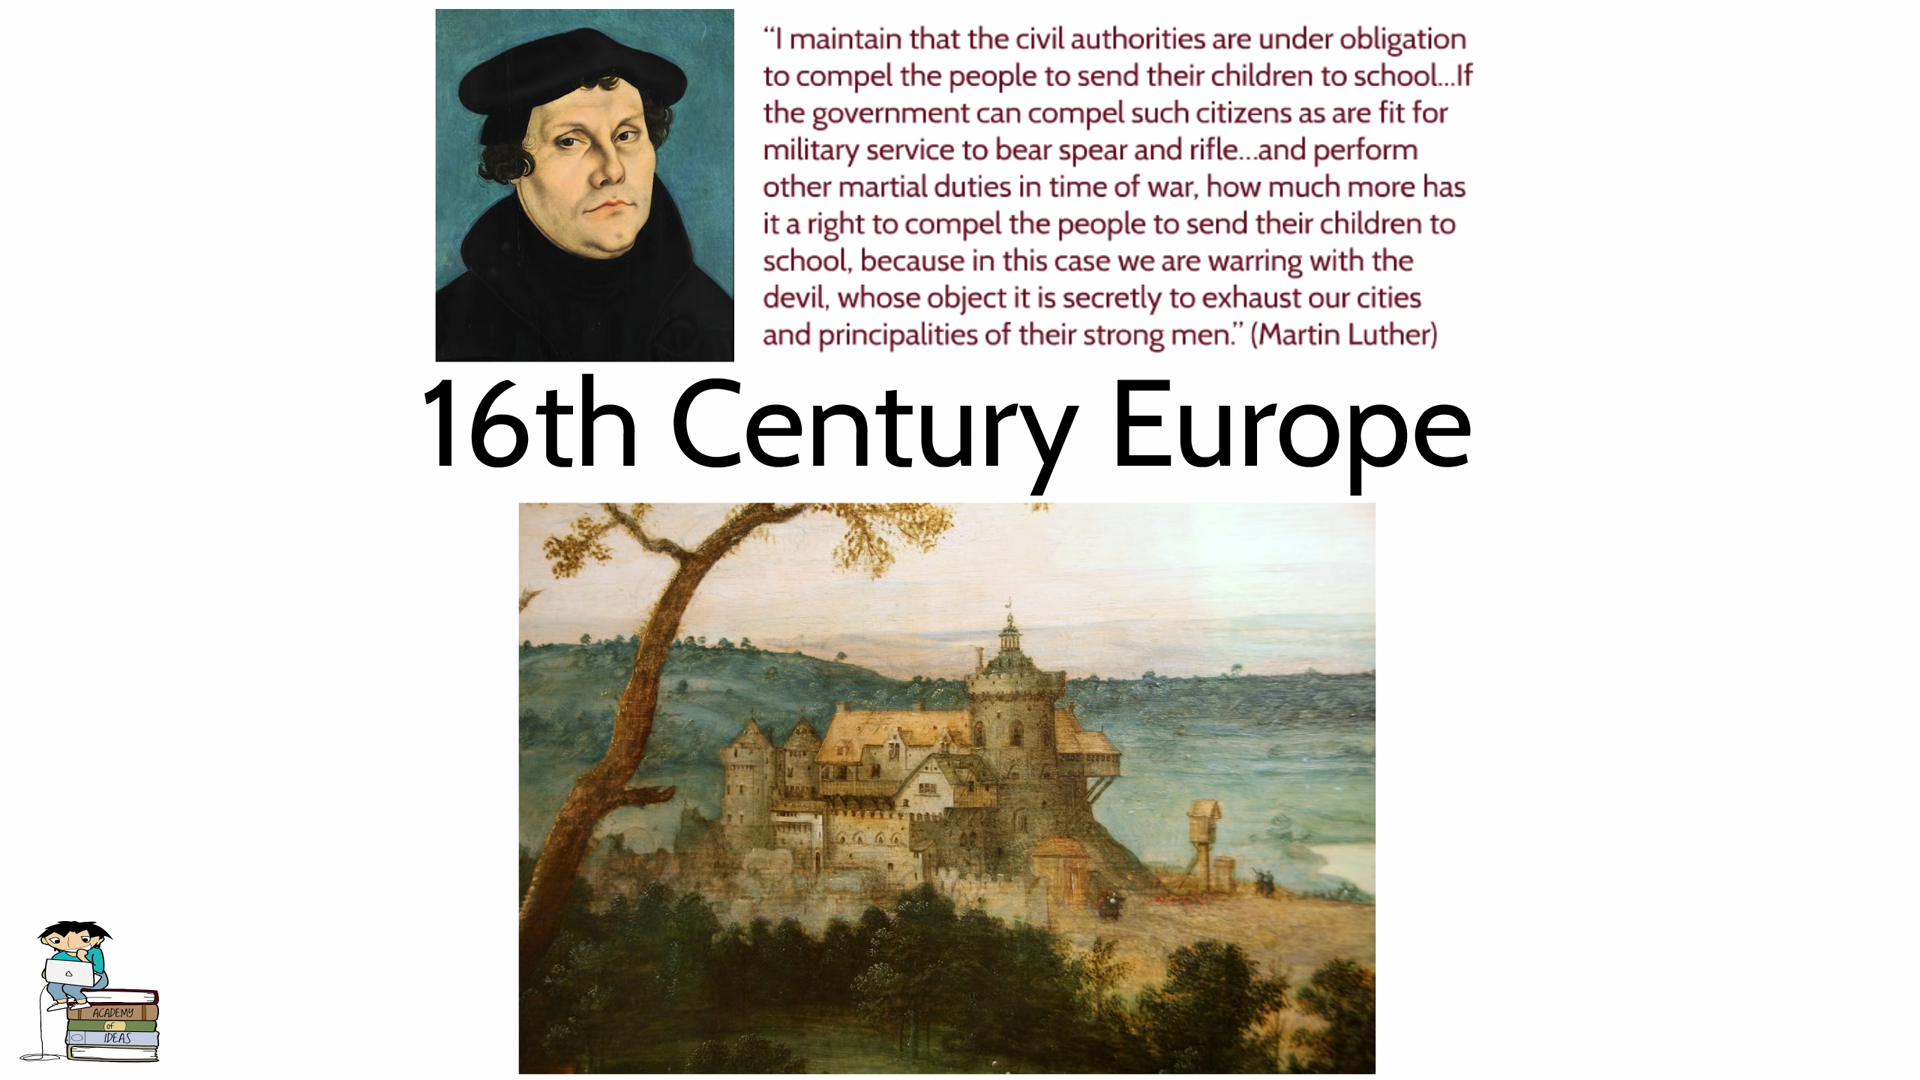 “I maintain that the civil authorities are under obligation
to compel the people to send their children to school...If
the government can compel such citizens as are fit for
military service to bear spear and rifle...and perform
other martial duties in time of war, how much more has
it a right to compel the people to send their children to
school, because in this case we are warring with the
devil, whose object it is secretly to exhaust our cities
and principalities of their strong men.” (Martin Luther)
16th Century Europe
ACADEMY
of
IDEAS